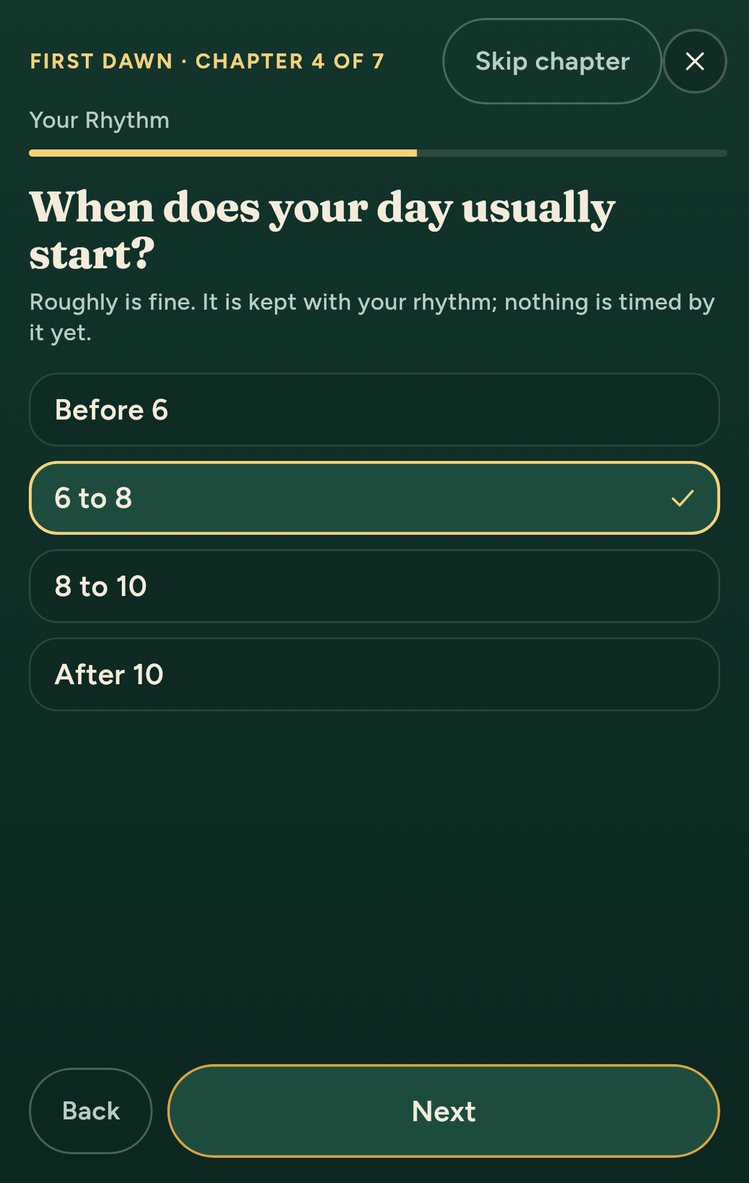 FIRST DAWN · CHAPTER 4 OF 7
Skip chapter
Your Rhythm
When does your day usually
start?
Roughly is fine. It is kept with your rhythm; nothing is timed by
it yet.
Before 6
6 to 8
8 to 10
After 10
Back
Next